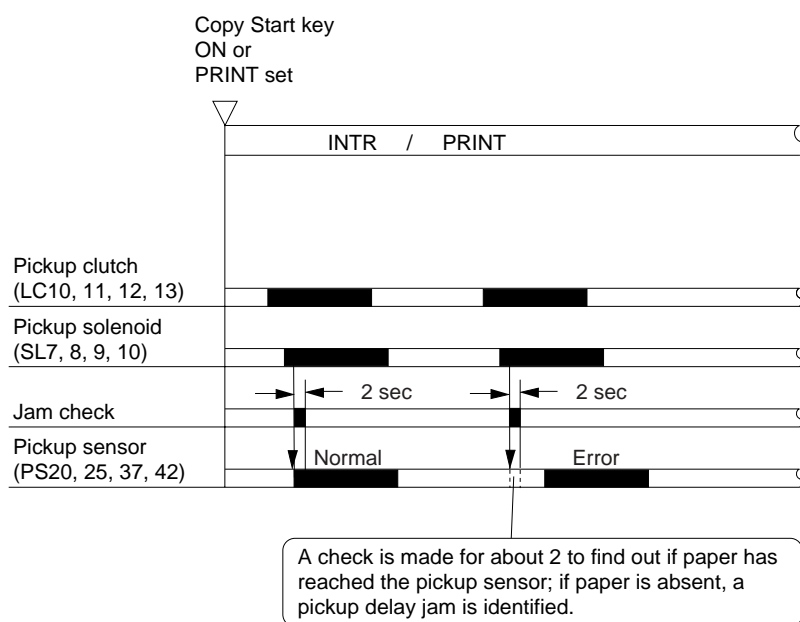 Copy Start key
ON or
PRINT set
INTR / PRINT
Pickup clutch
(LC10, 11, 12, 13)
Pickup solenoid
(SL7, 8, 9, 10)
2 sec 2 sec
Jam check
Pickup sensor
(PS20, 25, 37, 42)
Normal Error
A check is made for about 2 to find out if paper has
reached the pickup sensor; if paper is absent, a
pickup delay jam is identified.